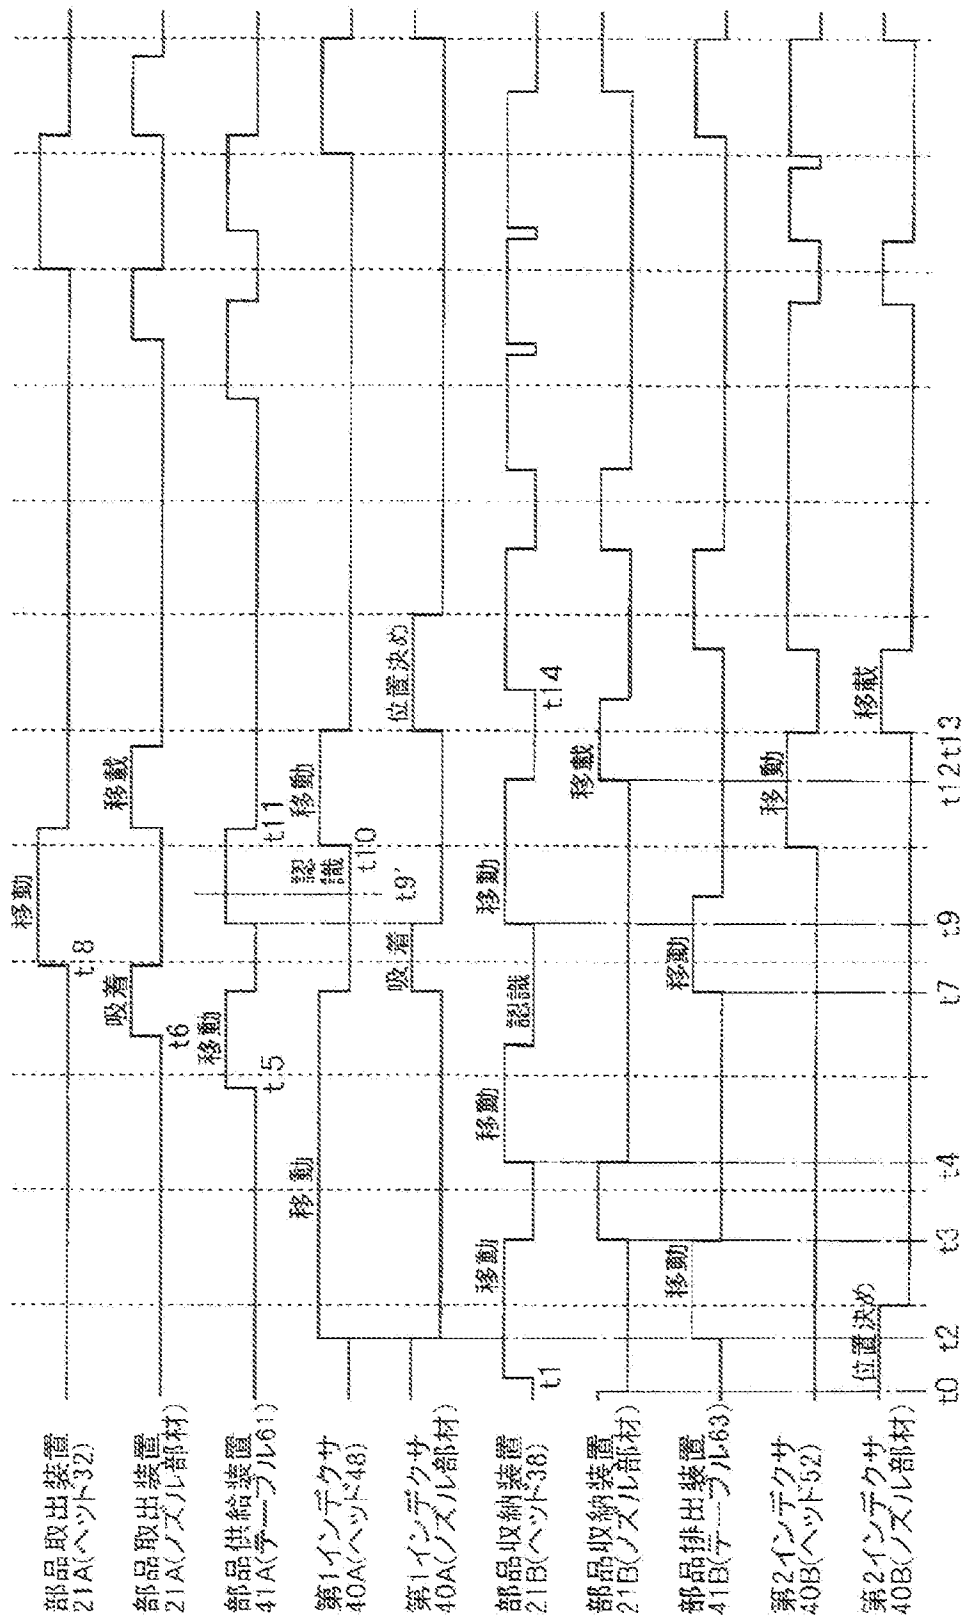 部品取出装置
21A(ヘッド32)
移動
t8
部品取出装置
21A(ノズル部材)
吸着
t6
移載
部品供給装置
41A(テーブル61)
移動
t5
t11
第1インデクサ
40A(ヘッド48)
移動
認識
t10
移動
t9'
第1インデクサ
40A(ノズル部材)
吸着
位置決め
部品収納装置
21B(ヘッド38)
t1
移動
移動
認識
移動
t14
部品収納装置
21B(ノズル部材)
移載
部品排出装置
41B(テーブル63)
移動
移動
第2インデクサ
40B(ヘッド52)
移動
第2インデクサ
40B(ノズル部材)
位置決め
移載
t0 t2 t3 t4 t7 t9 t12 t13